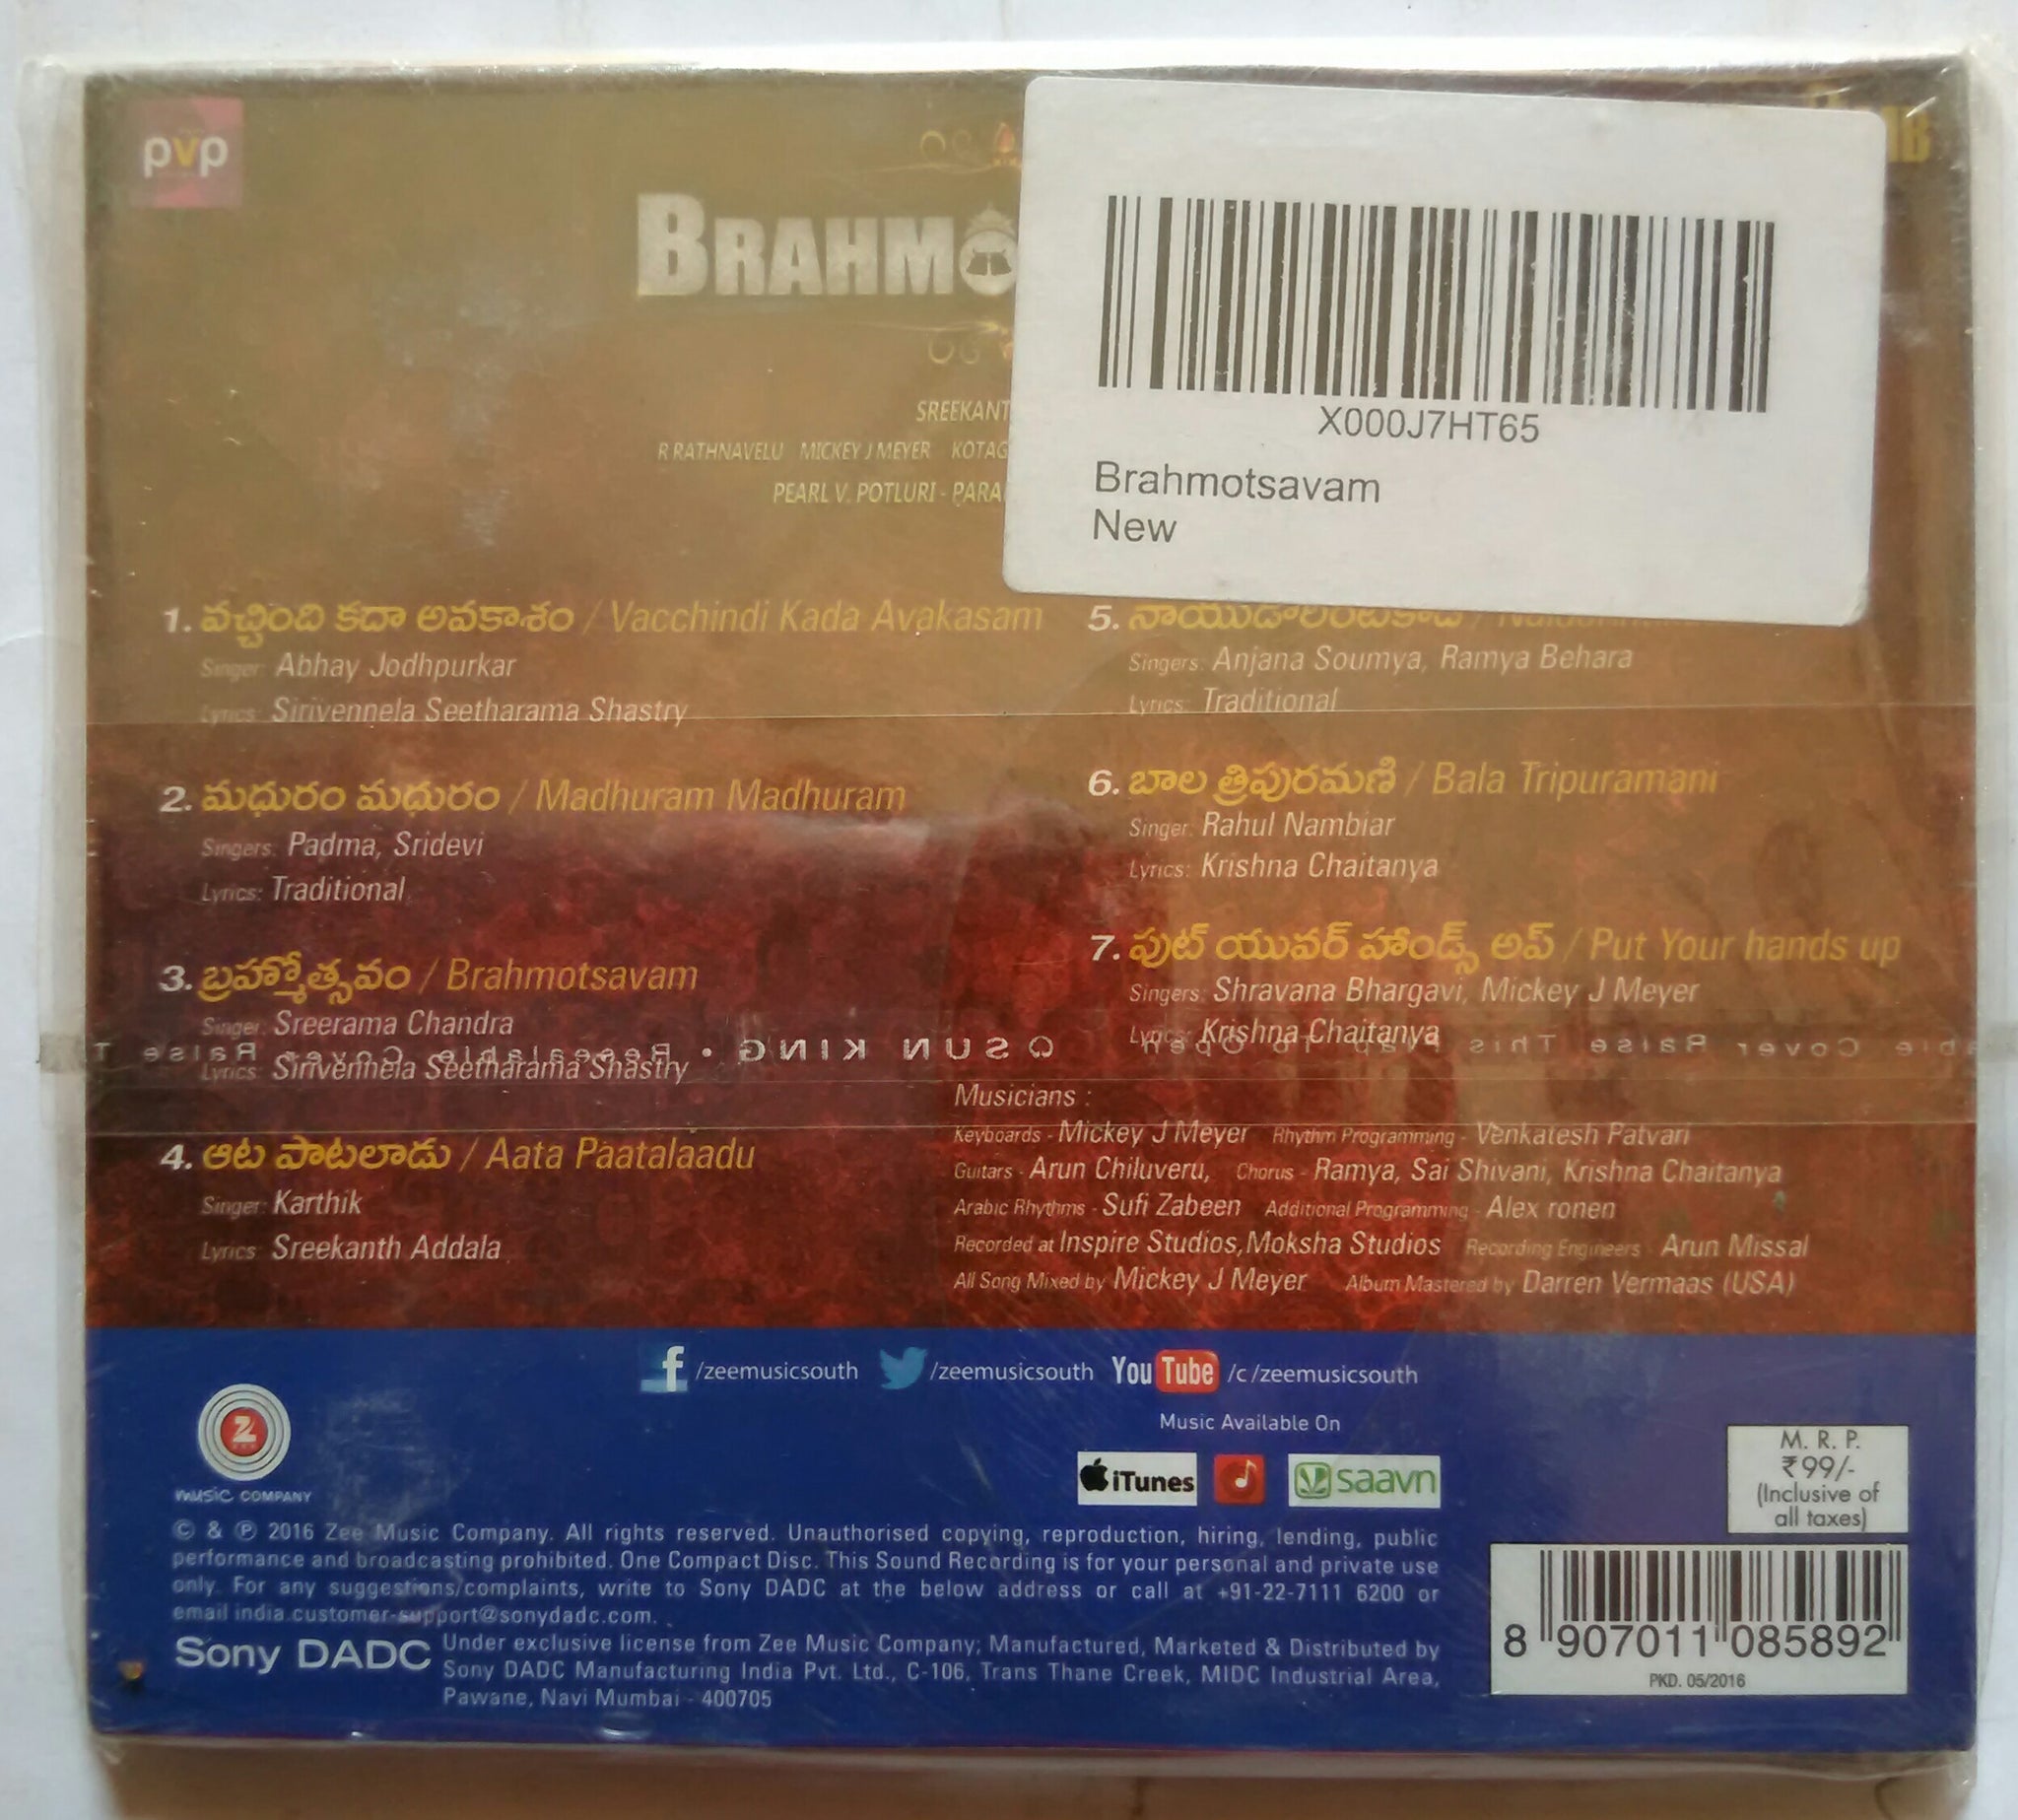 pvp
BRAHMO
SREEKANT
R RATHNAVELU MICKEY J MEYER KOTAG
PEARL V. POTLURI - PARA
X000J7HT65
Brahmotsavam
New
1. వచ్చింది కదా అవకాశం / Vacchindi Kada Avakasam
Singer: Abhay Jodhpurkar
Lyrics: Sirivennela Seetharama Shastry
2. మధురం మధురం / Madhuram Madhuram
Singers: Padma, Sridevi
Lyrics: Traditional
3. బ్రహ్మోత్సవం / Brahmotsavam
Singer: Sreerama Chandra
Lyrics: Sirivennela Seetharama Shastry
4. ఆట పాటలాడు / Aata Paatalaadu
Singer: Karthik
Lyrics: Sreekanth Addala
5.
Singers: Anjana Soumya, Ramya Behara
Lyrics: Traditional
6. బాల త్రిపురమణి / Bala Tripuramani
Singer: Rahul Nambiar
Lyrics: Krishna Chaitanya
7. పుట్ యువర్ హాండ్స్ అప్ / Put Your hands up
Singers: Shravana Bhargavi, Mickey J Meyer
Lyrics: Krishna Chaitanya
SUN KING • Resealable Cover Raise This Flap To Open
Musicians :
Keyboards - Mickey J Meyer Rhythm Programming - Venkatesh Patvari
Guitars - Arun Chiluveru, Chorus - Ramya, Sai Shivani, Krishna Chaitanya
Arabic Rhythms - Sufi Zabeen Additional Programming - Alex ronen
Recorded at Inspire Studios, Moksha Studios Recording Engineers - Arun Missal
All Song Mixed by Mickey J Meyer Album Mastered by Darren Vermaas (USA)
f /zeemusicsouth /zeemusicsouth YouTube /c/zeemusicsouth
Music Available On
iTunes saavn
Z
MUSIC COMPANY
M. R. P.
₹99/-
(Inclusive of
all taxes)
© & ℗ 2016 Zee Music Company. All rights reserved. Unauthorised copying, reproduction, hiring, lending, public
performance and broadcasting prohibited. One Compact Disc. This Sound Recording is for your personal and private use
only. For any suggestions/complaints, write to Sony DADC at the below address or call at +91-22-7111 6200 or
email india.customer-support@sonydadc.com.
Sony DADC
Under exclusive license from Zee Music Company; Manufactured, Marketed & Distributed by
Sony DADC Manufacturing India Pvt. Ltd., C-106, Trans Thane Creek, MIDC Industrial Area,
Pawane, Navi Mumbai - 400705
8 907011 085892
PKD. 05/2016